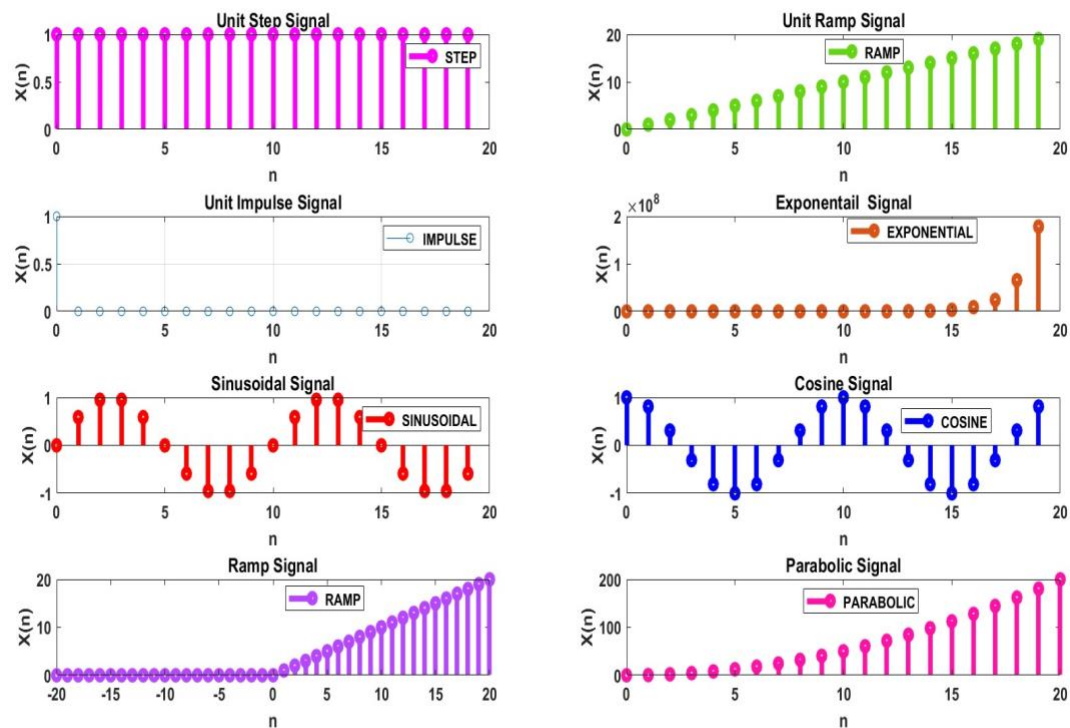 Unit Step Signal
X(n)
1
0.5
0
STEP
0 5 10 15 20
n
Unit Ramp Signal
X(n)
20
10
0
RAMP
0 5 10 15 20
n
Unit Impulse Signal
X(n)
1
0.5
0
IMPULSE
0 5 10 15 20
n
Exponentail Signal
×10⁸
X(n)
2
1
0
EXPONENTIAL
0 5 10 15 20
n
Sinusoidal Signal
X(n)
1
0
-1
SINUSOIDAL
0 5 10 15 20
n
Cosine Signal
X(n)
1
0
-1
COSINE
0 5 10 15 20
n
Ramp Signal
X(n)
20
10
0
RAMP
-20 -15 -10 -5 0 5 10 15 20
n
Parabolic Signal
X(n)
200
100
0
PARABOLIC
0 5 10 15 20
n